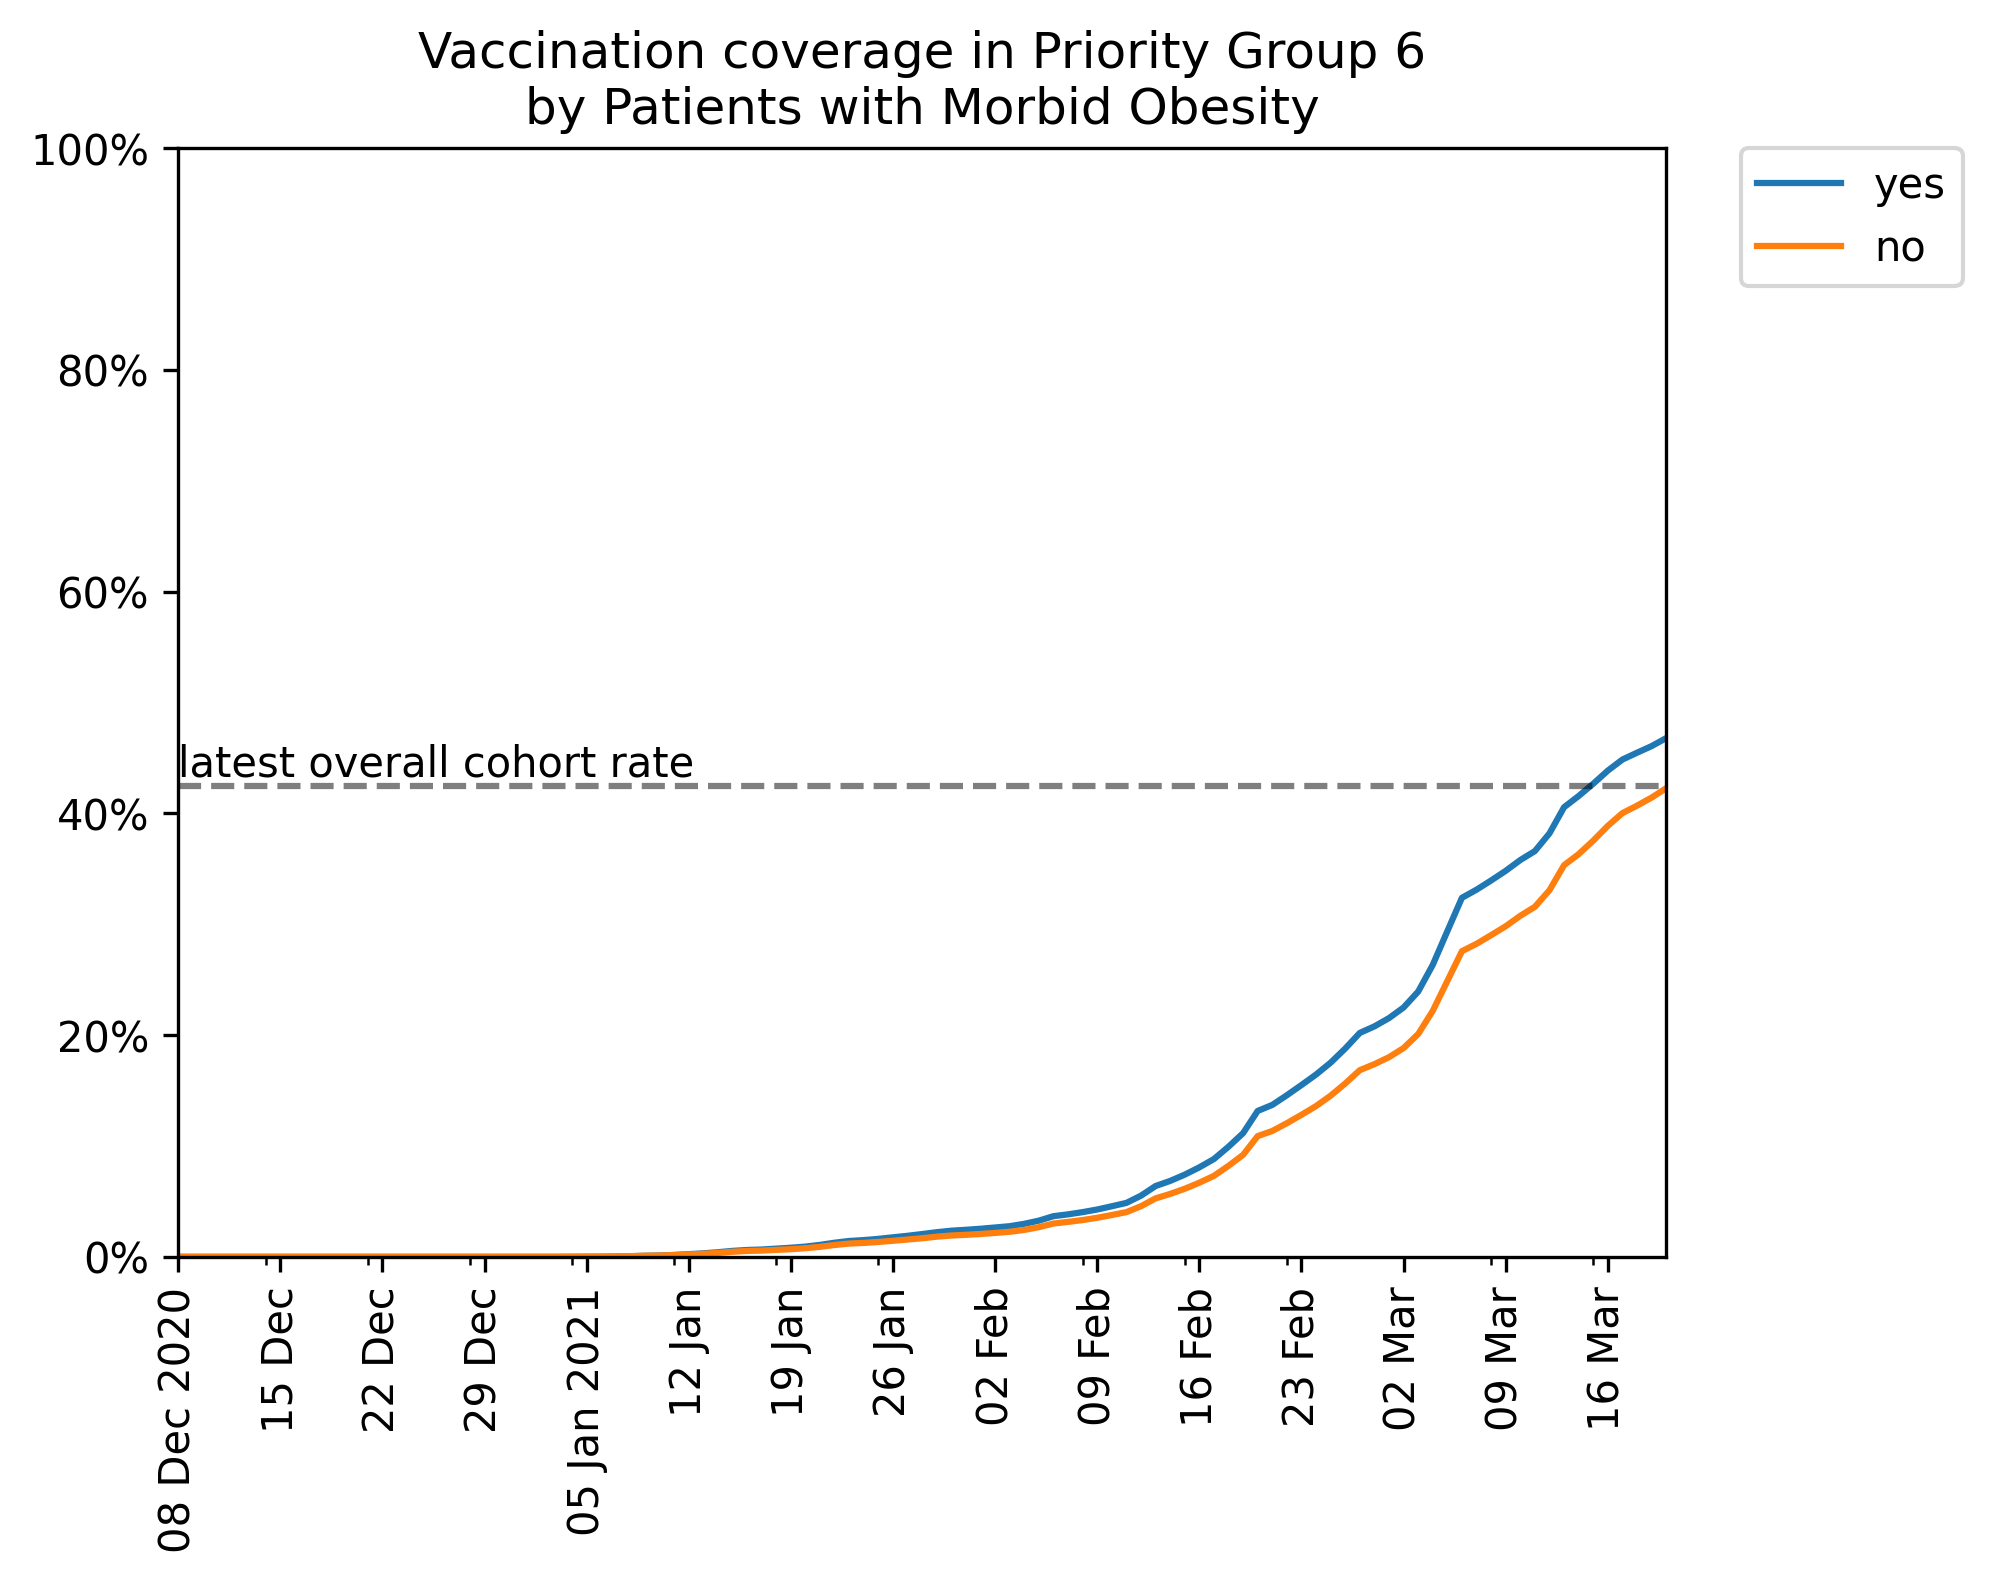 Vaccination coverage in Priority Group 6
by Patients with Morbid Obesity
100%
80%
60%
40%
20%
0%
latest overall cohort rate
yes
no
08 Dec 2020
15 Dec
22 Dec
29 Dec
05 Jan 2021
12 Jan
19 Jan
26 Jan
02 Feb
09 Feb
16 Feb
23 Feb
02 Mar
09 Mar
16 Mar